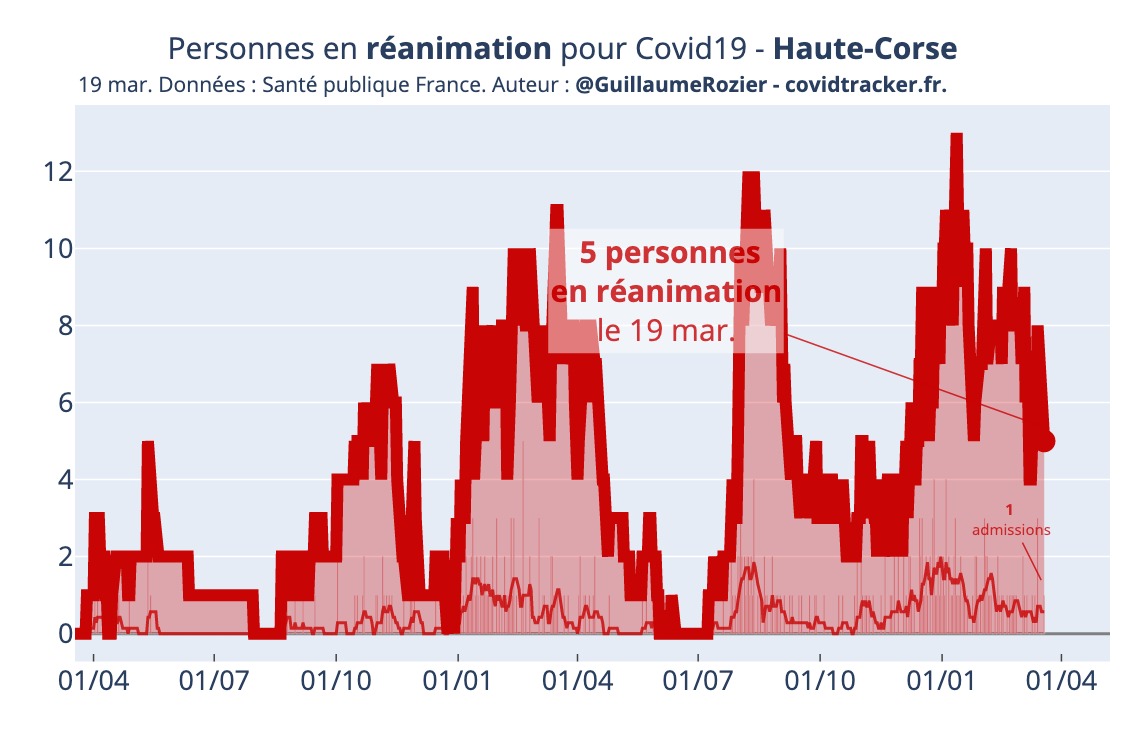 Personnes en réanimation pour Covid19 - Haute-Corse
19 mar. Données : Santé publique France. Auteur : @GuillaumeRozier - covidtracker.fr.
12
10
8
6
4
2
0
5 personnes
en réanimation
le 19 mar.
1
admissions
01/04
01/07
01/10
01/01
01/04
01/07
01/10
01/01
01/04